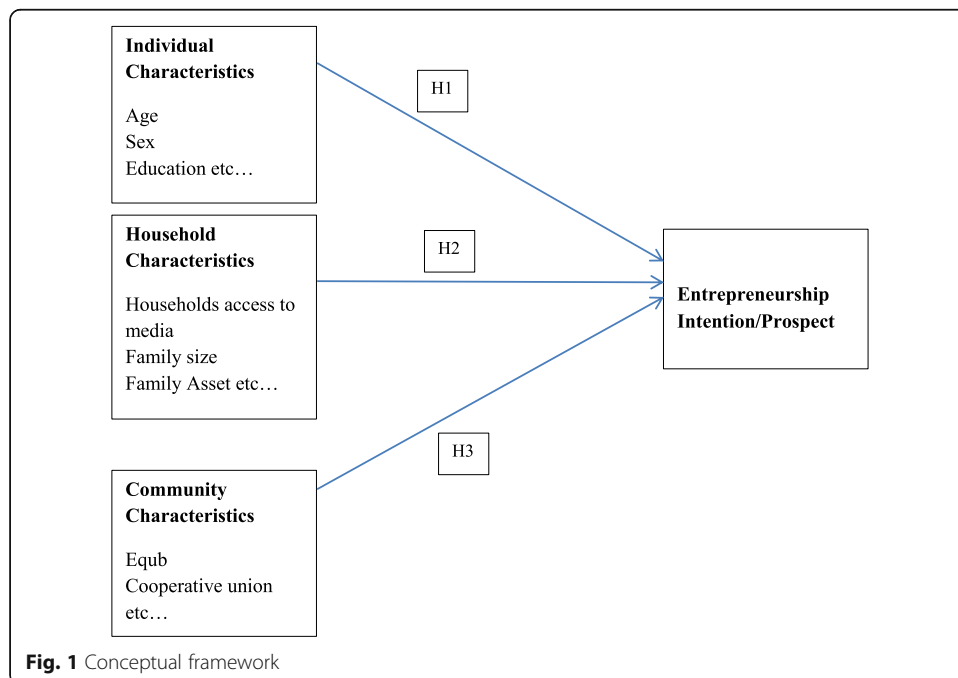 Individual
Characteristics
Age
Sex
Education etc…
H1
Household
Characteristics
Households access to
media
Family size
Family Asset etc…
H2
Entrepreneurship
Intention/Prospect
H3
Community
Characteristics
Equb
Cooperative union
etc…
Fig. 1 Conceptual framework